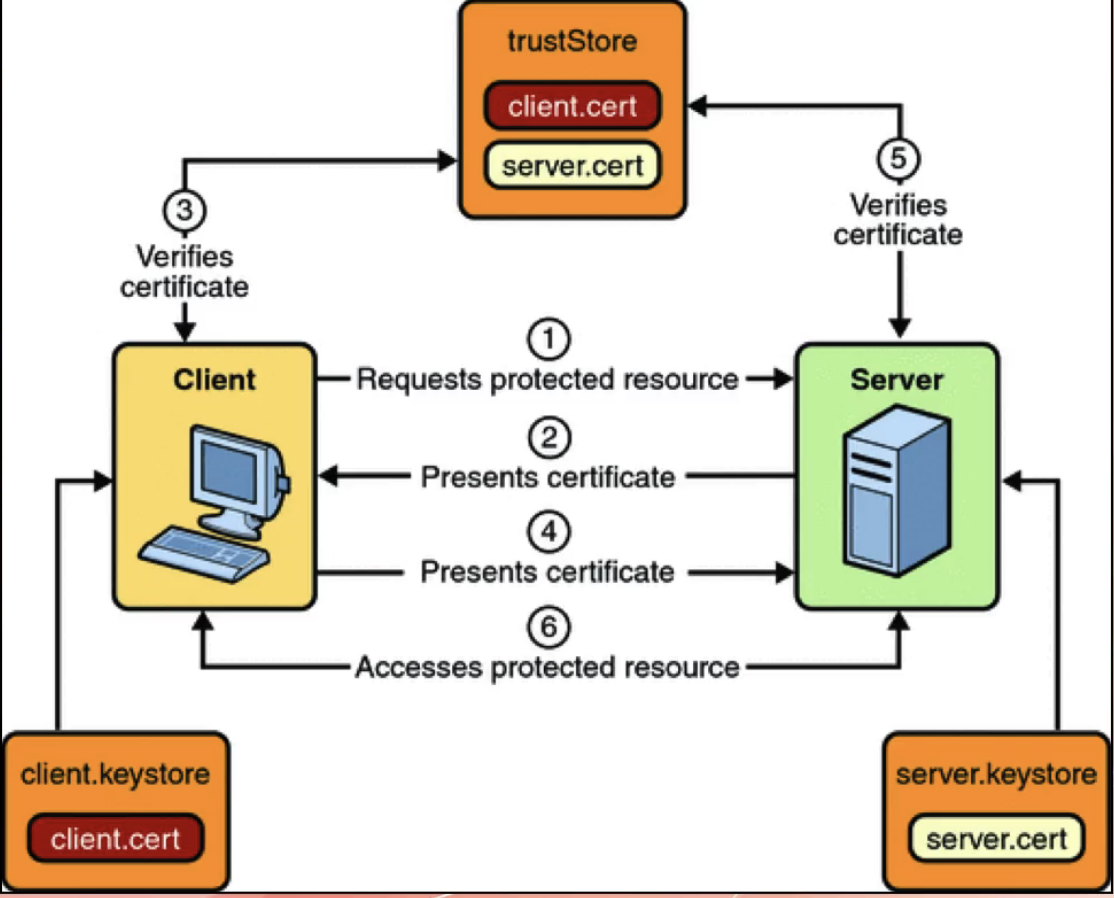 trustStore
client.cert
server.cert
3
Verifies
certificate
5
Verifies
certificate
Client
1
Requests protected resource
Server
2
Presents certificate
4
Presents certificate
6
Accesses protected resource
client.keystore
client.cert
server.keystore
server.cert